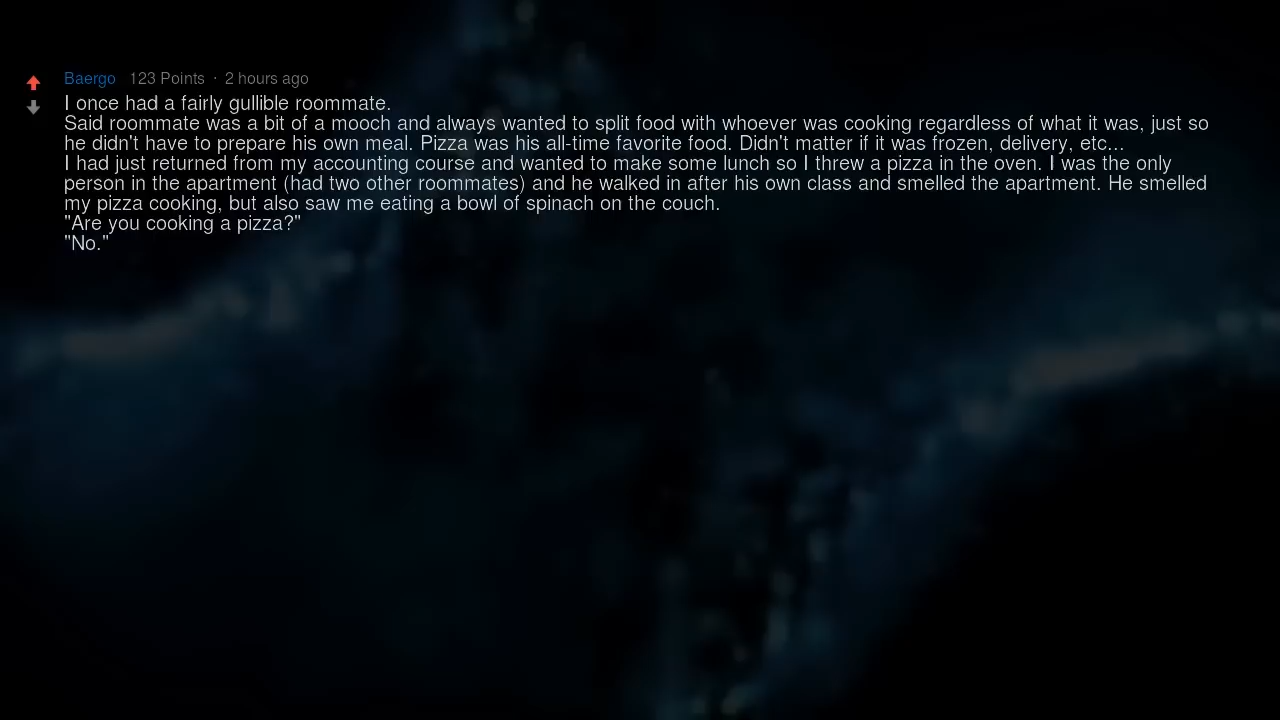 Baergo 123 Points · 2 hours ago
I once had a fairly gullible roommate.
Said roommate was a bit of a mooch and always wanted to split food with whoever was cooking regardless of what it was, just so
he didn't have to prepare his own meal. Pizza was his all-time favorite food. Didn't matter if it was frozen, delivery, etc...
I had just returned from my accounting course and wanted to make some lunch so I threw a pizza in the oven. I was the only
person in the apartment (had two other roommates) and he walked in after his own class and smelled the apartment. He smelled
my pizza cooking, but also saw me eating a bowl of spinach on the couch.
"Are you cooking a pizza?"
"No."